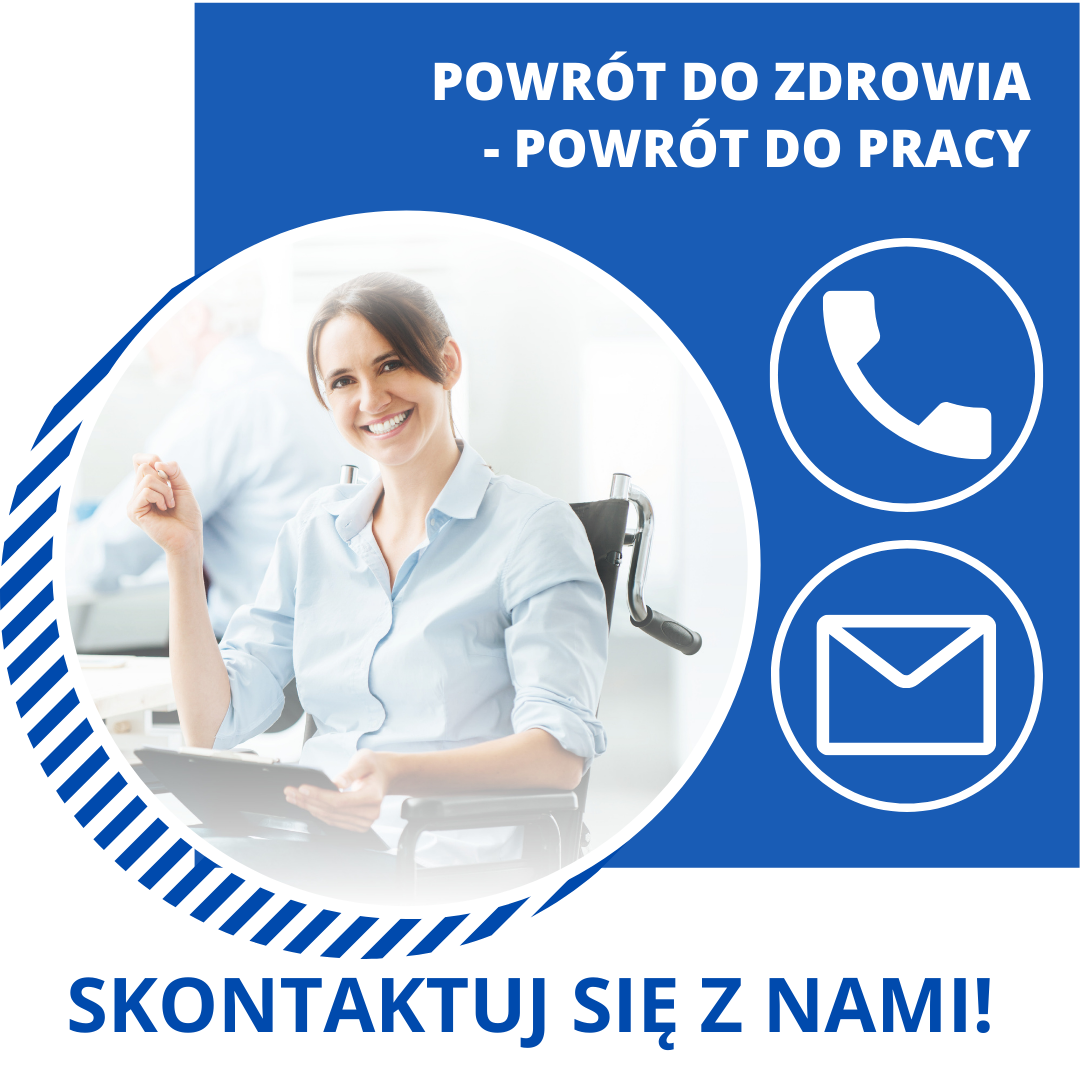 POWRÓT DO ZDROWIA
- POWRÓT DO PRACY
SKONTAKTUJ SIĘ Z NAMI!